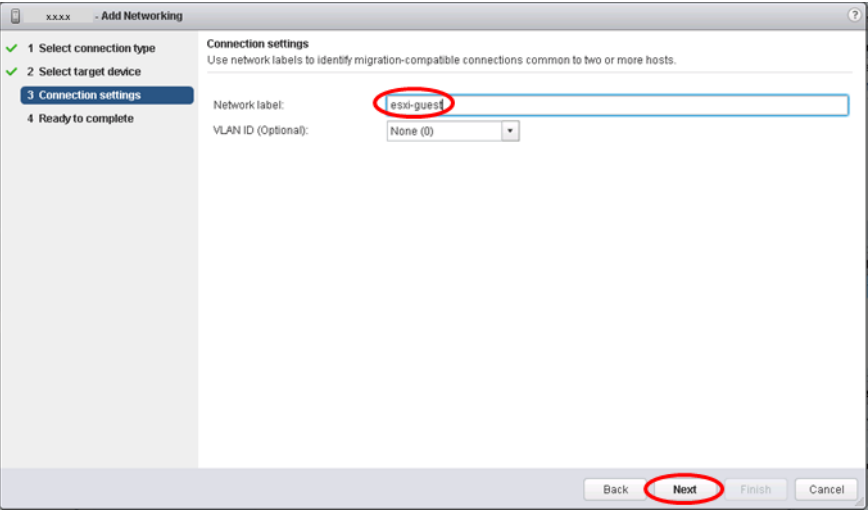 xxxx - Add Networking
?
1 Select connection type
2 Select target device
3 Connection settings
4 Ready to complete
Connection settings
Use network labels to identify migration-compatible connections common to two or more hosts.
Network label: esxi-guest
VLAN ID (Optional): None (0)
Back Next Finish Cancel